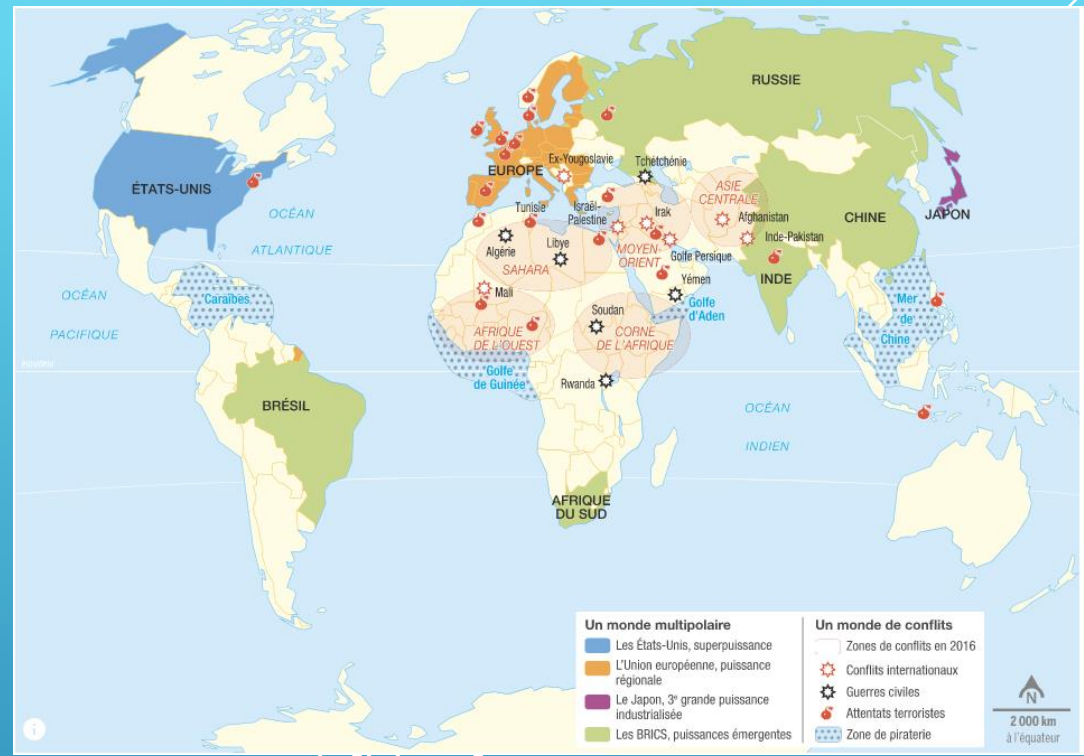 RUSSIE
Ex-Yougoslavie
Tchétchénie
EUROPE
ÉTATS-UNIS
ASIE
CENTRALE
CHINE
JAPON
OCÉAN
ATLANTIQUE
Tunisie
Israël-
Palestine
Irak
Afghanistan
Inde-Pakistan
Algérie
Libye
SAHARA
MOYEN-
ORIENT
Golfe Persique
INDE
Yémen
Mali
Golfe
d'Aden
OCÉAN
PACIFIQUE
Caraïbes
Mer
de
Chine
Soudan
AFRIQUE
DE L'OUEST
CORNE
DE L'AFRIQUE
Golfe
de Guinée
Rwanda
BRÉSIL
OCÉAN
INDIEN
AFRIQUE
DU SUD
Un monde multipolaire
Les États-Unis, superpuissance
L'Union européenne, puissance
régionale
Le Japon, 3e grande puissance
industrialisée
Les BRICS, puissances émergentes
Un monde de conflits
Zones de conflits en 2016
Conflits internationaux
Guerres civiles
Attentats terroristes
Zone de piraterie
N
2 000 km
à l'équateur